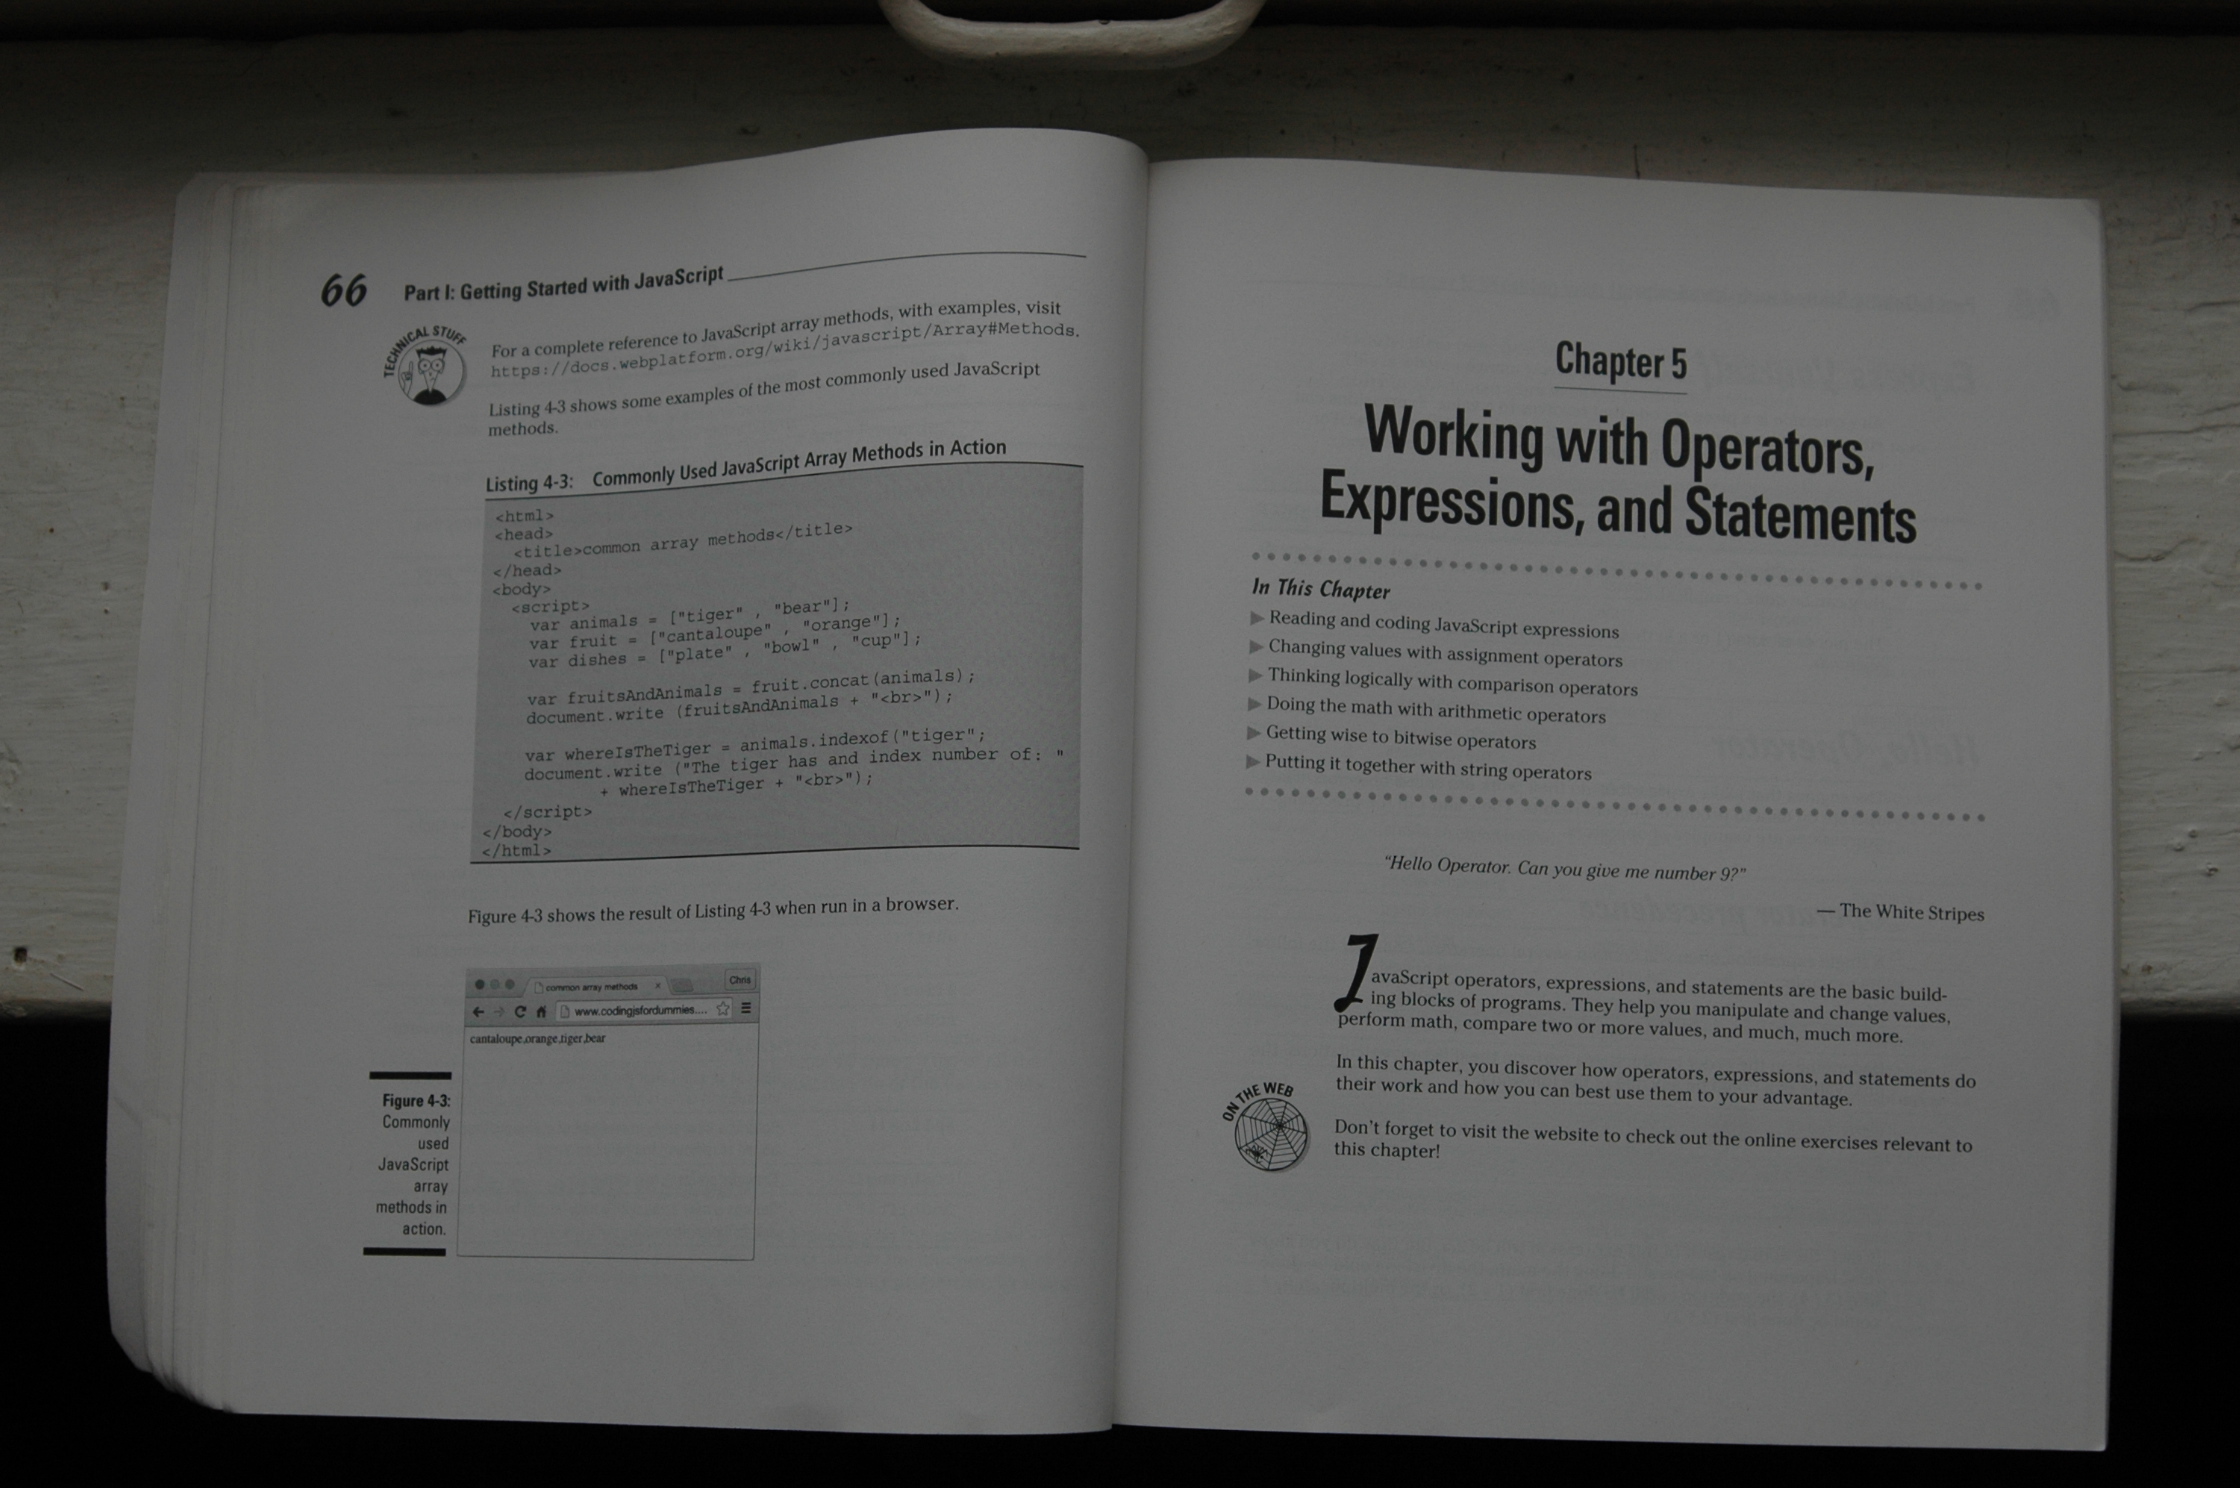 66 Part I: Getting Started with JavaScript
TECHNICAL STUFF
For a complete reference to JavaScript array methods, with examples, visit
https://docs.webplatform.org/wiki/javascript/Array#Methods.
Listing 4-3 shows some examples of the most commonly used JavaScript
methods.
Listing 4-3: Commonly Used JavaScript Array Methods in Action
<html>
<head>
<title>common array methods</title>
</head>
<body>
<script>
var animals = ["tiger" , "bear"];
var fruit = ["cantaloupe" , "orange"];
var dishes = ["plate" , "bowl" , "cup"];
var fruitsAndAnimals = fruit.concat(animals);
document.write (fruitsAndAnimals + "<br>");
var whereIsTheTiger = animals.indexof("tiger";
document.write ("The tiger has and index number of: "
+ whereIsTheTiger + "<br>");
</script>
</body>
</html>
Figure 4-3 shows the result of Listing 4-3 when run in a browser.
common array methods x Chris
www.codingjsfordummies....
cantaloupe,orange,tiger,bear
Figure 4-3:
Commonly
used
JavaScript
array
methods in
action.
Chapter 5
Working with Operators,
Expressions, and Statements
In This Chapter
▶ Reading and coding JavaScript expressions
▶ Changing values with assignment operators
▶ Thinking logically with comparison operators
▶ Doing the math with arithmetic operators
▶ Getting wise to bitwise operators
▶ Putting it together with string operators
"Hello Operator. Can you give me number 9?"
— The White Stripes
JavaScript operators, expressions, and statements are the basic build-
ing blocks of programs. They help you manipulate and change values,
perform math, compare two or more values, and much, much more.
In this chapter, you discover how operators, expressions, and statements do
their work and how you can best use them to your advantage.
ON THE WEB
Don't forget to visit the website to check out the online exercises relevant to
this chapter!